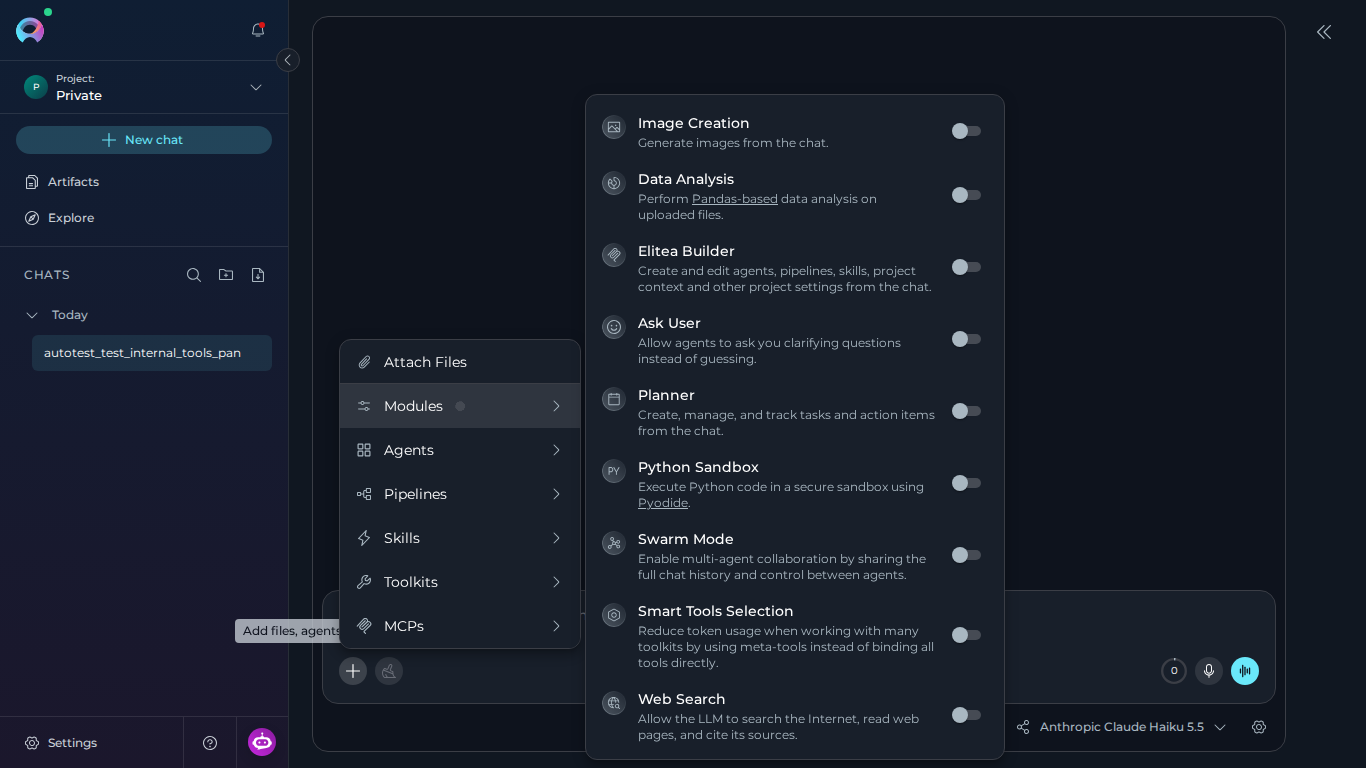 Project:
P
Private
New chat
Artifacts
Explore
CHATS
Today
autotest_test_internal_tools_pan
Settings
Attach Files
Modules
Agents
Pipelines
Skills
Toolkits
MCPs
Add files, agents
Image Creation
Generate images from the chat.
Data Analysis
Perform Pandas-based data analysis on
uploaded files.
Elitea Builder
Create and edit agents, pipelines, skills, project
context and other project settings from the chat.
Ask User
Allow agents to ask you clarifying questions
instead of guessing.
Planner
Create, manage, and track tasks and action items
from the chat.
PY
Python Sandbox
Execute Python code in a secure sandbox using
Pyodide.
Swarm Mode
Enable multi-agent collaboration by sharing the
full chat history and control between agents.
Smart Tools Selection
Reduce token usage when working with many
toolkits by using meta-tools instead of binding all
tools directly.
Web Search
Allow the LLM to search the Internet, read web
pages, and cite its sources.
0
Anthropic Claude Haiku 5.5